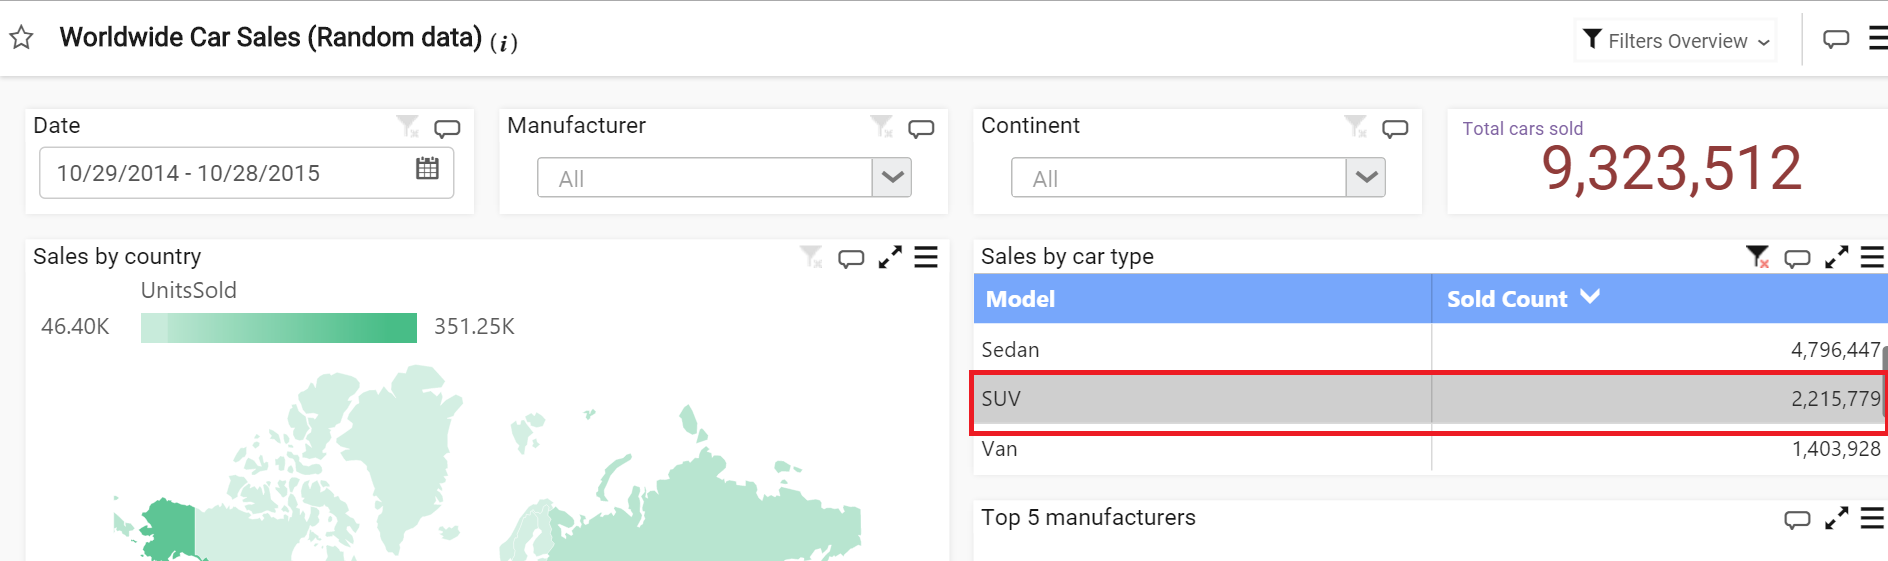 Worldwide Car Sales (Random data) (i)
Filters Overview
Date
10/29/2014 - 10/28/2015
Manufacturer
All
Continent
All
Total cars sold
9,323,512
Sales by country
UnitsSold
46.40K
351.25K
Sales by car type
Model Sold Count
Sedan 4,796,447
SUV 2,215,779
Van 1,403,928
Top 5 manufacturers